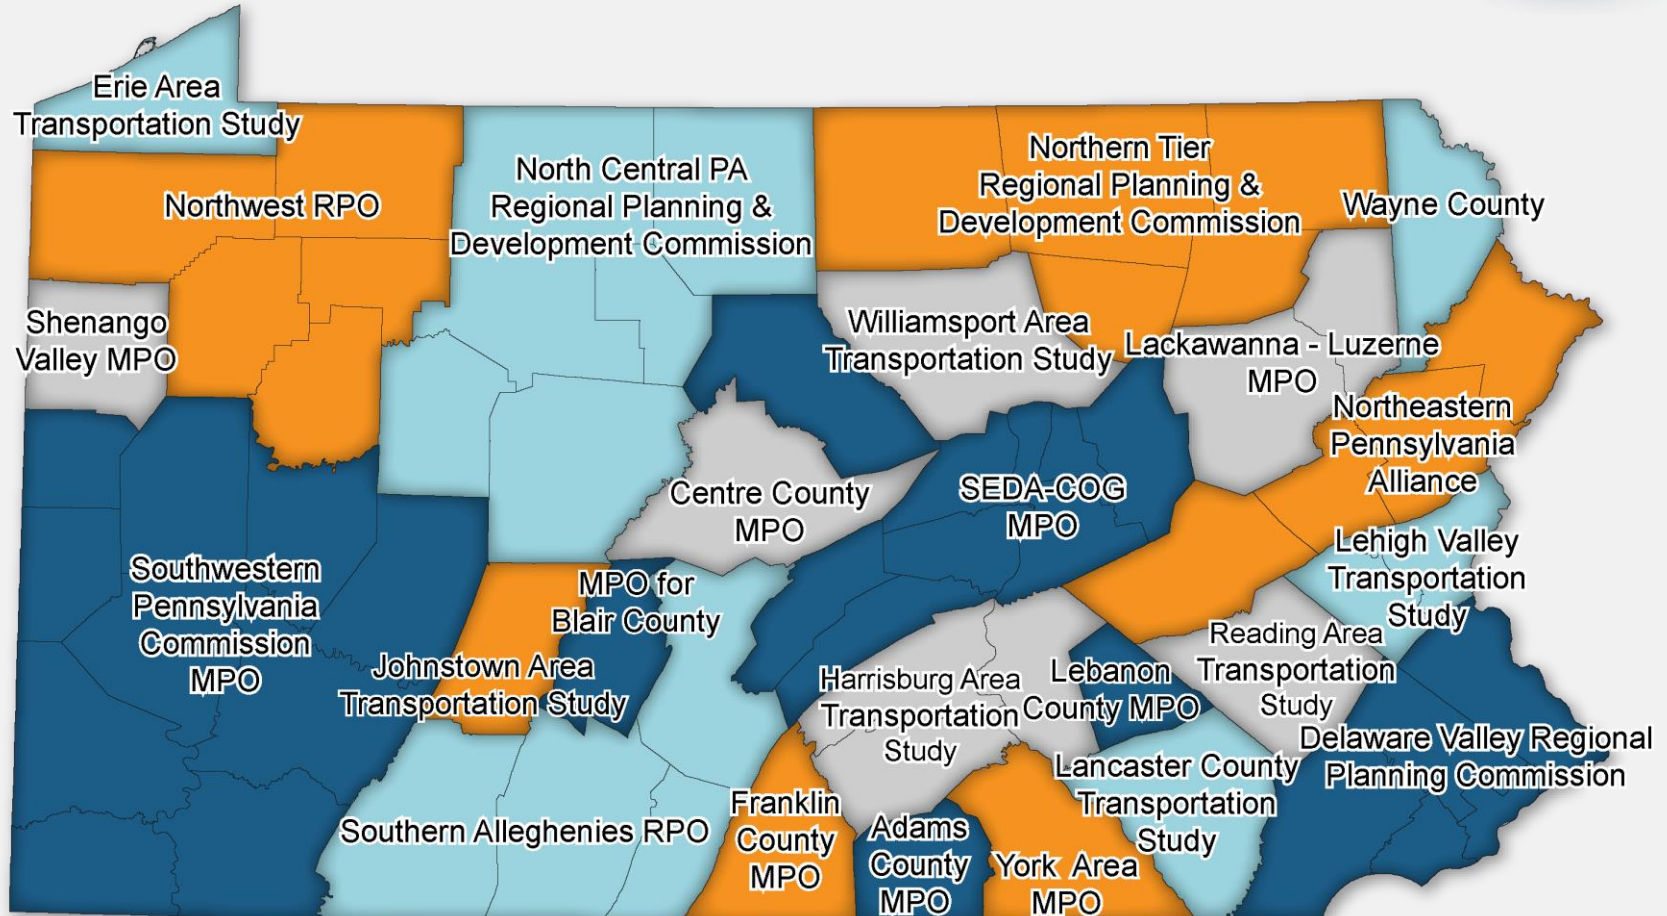 Erie Area
Transportation Study
Northwest RPO
North Central PA
Regional Planning &
Development Commission
Northern Tier
Regional Planning &
Development Commission
Wayne County
Shenango
Valley MPO
Williamsport Area
Transportation Study
Lackawanna - Luzerne
MPO
Northeastern
Pennsylvania
Alliance
Centre County
MPO
SEDA-COG
MPO
Lehigh Valley
Transportation
Study
Southwestern
Pennsylvania
Commission
MPO
MPO for
Blair County
Johnstown Area
Transportation Study
Harrisburg Area
Transportation
Study
Lebanon
County MPO
Reading Area
Transportation
Study
Delaware Valley Regional
Planning Commission
Lancaster County
Transportation
Study
Southern Alleghenies RPO
Franklin
County
MPO
Adams
County
MPO
York Area
MPO